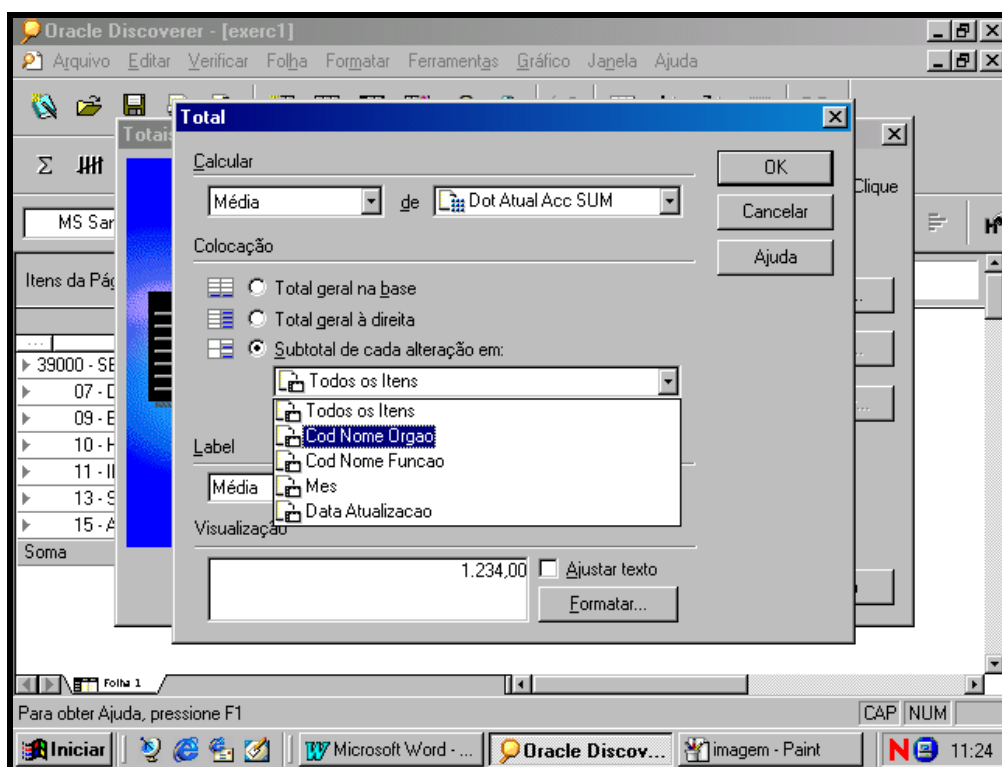 Oracle Discoverer - [exerc1]
Arquivo Editar Verificar Folha Formatar Ferramentas Gráfico Janela Ajuda
Totais
Total
Calcular
Média de Dot Atual Acc SUM
OK
Cancelar
Ajuda
Clique
MS San
Colocação
Itens da Pág
Total geral na base
Total geral à direita
Subtotal de cada alteração em:
Todos os Itens
Todos os Itens
Cod Nome Orgao
Cod Nome Funcao
Mes
Data Atualizacao
...
39000 - SE
07 - D
09 - E
10 - H
11 - I
13 - S
15 - A
Soma
Label
Média
Visualização
1.234,00
Ajustar texto
Formatar...
Folha 1
Para obter Ajuda, pressione F1
CAP NUM
Iniciar
Microsoft Word - ...
Oracle Discov...
imagem - Paint
N
11:24